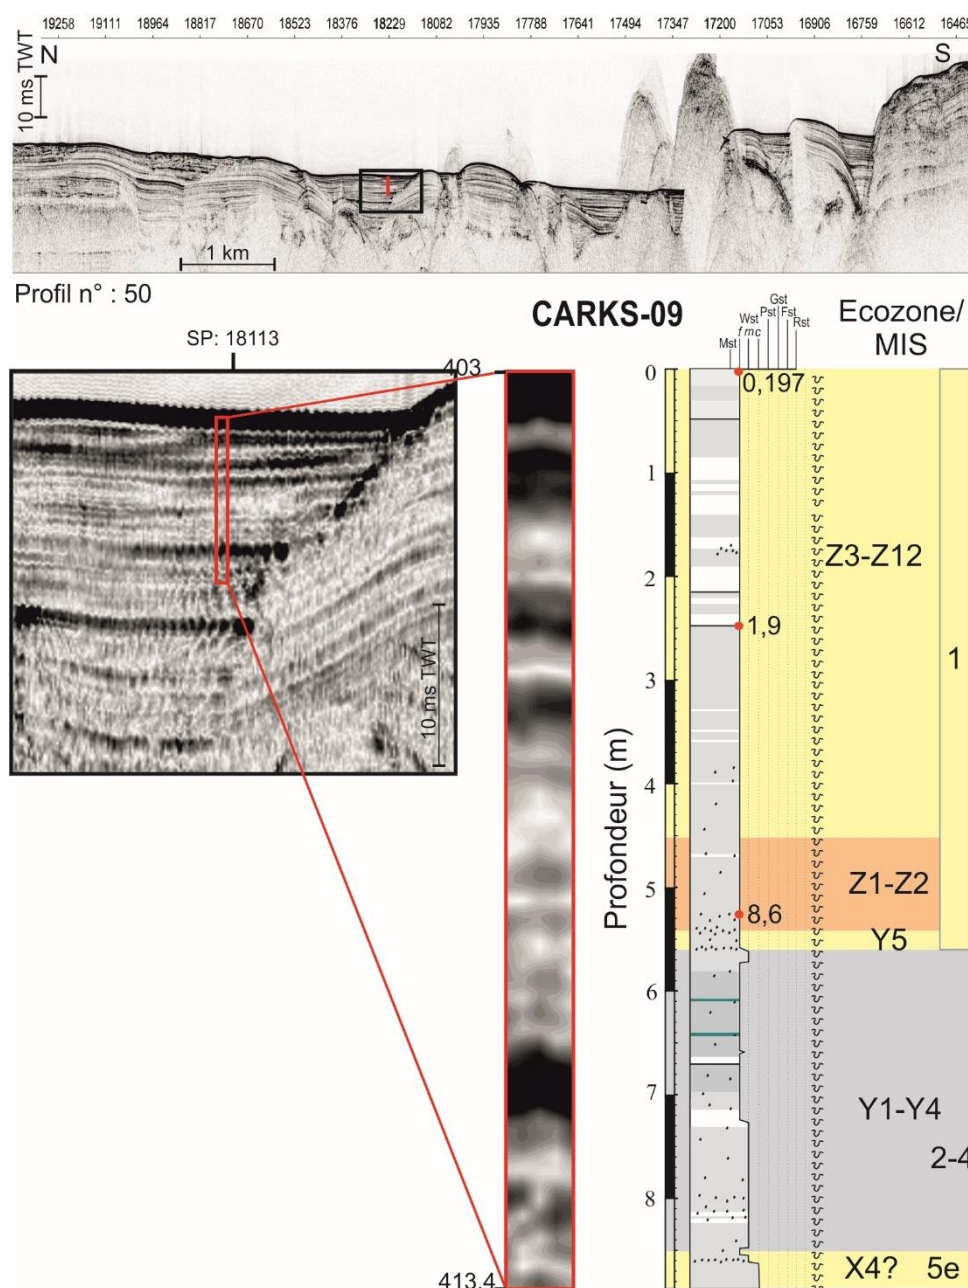 19258 19111 18964 18817 18670 18523 18376 18229 18082 17935 17788 17641 17494 17347 17200 17053 16906 16759 16612 16465
N S
10 ms TWT
1 km
Profil n° : 50
SP: 18113
10 ms TWT
403
413,4
CARKS-09
Mst f m c Wst Pst Gst Fst Rst
Ecozone/
MIS
Profondeur (m)
0
1
2
3
4
5
6
7
8
0,197
1,9
8,6
Z3-Z12
1
Z1-Z2
Y5
Y1-Y4
2-4
X4? 5e